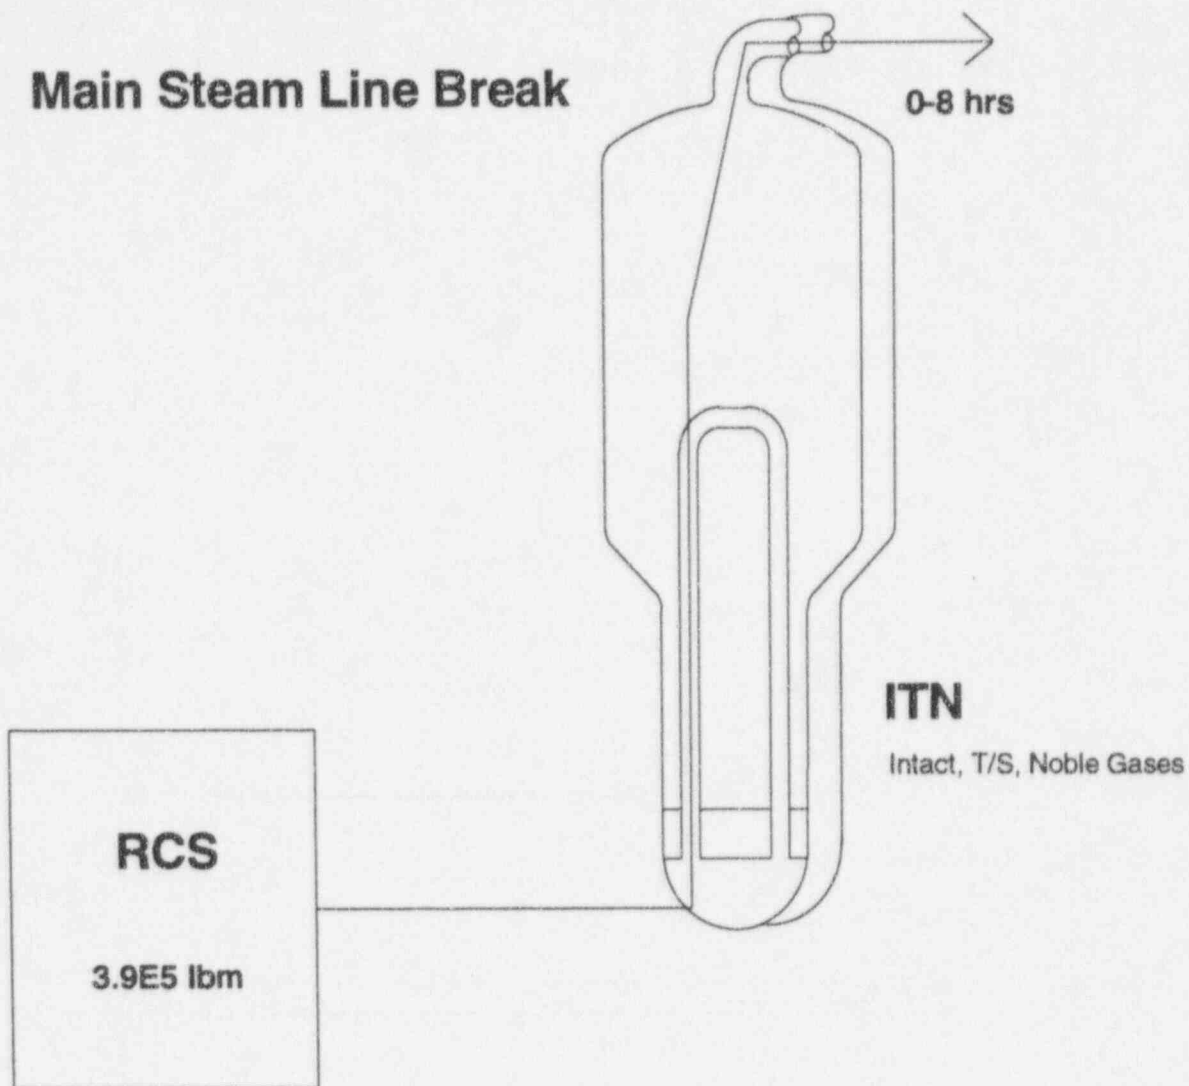 Main Steam Line Break
0-8 hrs
ITN
Intact, T/S, Noble Gases
RCS
3.9E5 lbm